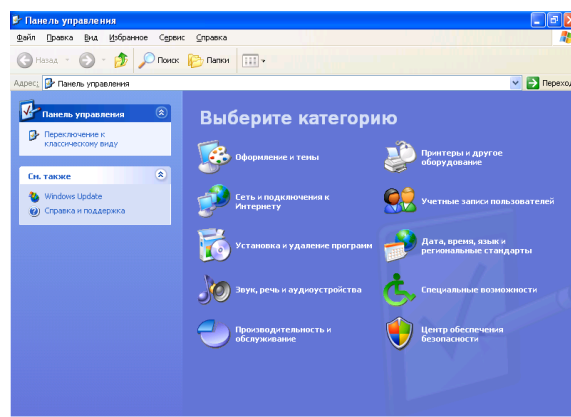 Панель управления
Файл Правка Вид Избранное Сервис Справка
Назад Поиск Папки
Адрес: Панель управления Переход
Панель управления
Переключение к
классическому виду
См. также
Windows Update
Справка и поддержка
Выберите категорию
Оформление и темы
Принтеры и другое
оборудование
Сеть и подключения к
Интернету
Учетные записи пользователей
Установка и удаление программ
Дата, время, язык и
региональные стандарты
Звук, речь и аудиоустройства
Специальные возможности
Производительность и
обслуживание
Центр обеспечения
безопасности